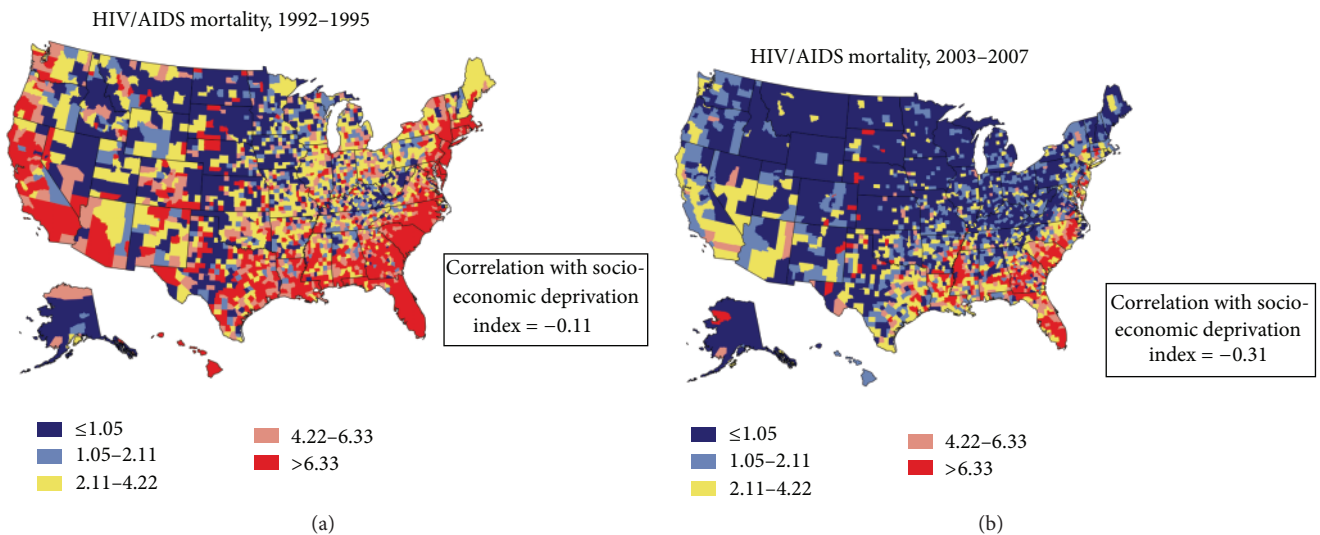 HIV/AIDS mortality, 1992–1995
Correlation with socio-
economic deprivation
index = −0.11
≤1.05
1.05–2.11
2.11–4.22
4.22–6.33
>6.33
(a)
HIV/AIDS mortality, 2003–2007
Correlation with socio-
economic deprivation
index = −0.31
≤1.05
1.05–2.11
2.11–4.22
4.22–6.33
>6.33
(b)